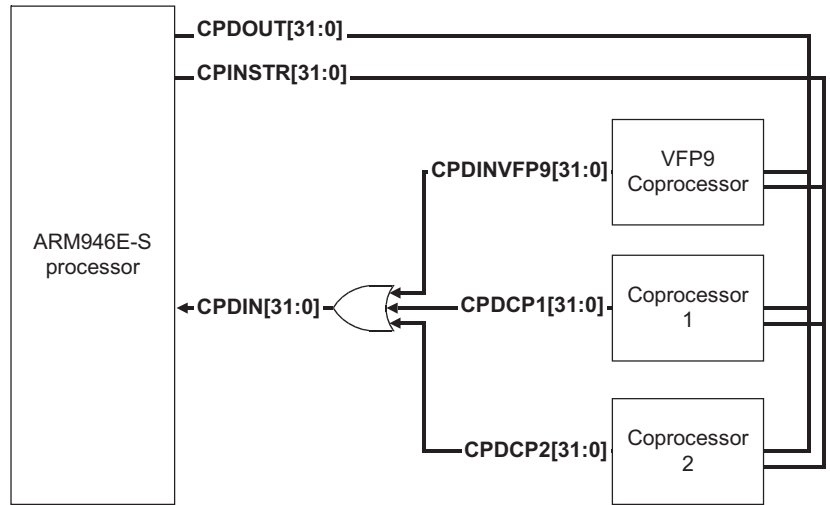 CPDOUT[31:0]
CPINSTR[31:0]
VFP9
Coprocessor
CPDINVFP9[31:0]
ARM946E-S
processor
CPDIN[31:0]
CPDCP1[31:0]
Coprocessor
1
CPDCP2[31:0]
Coprocessor
2